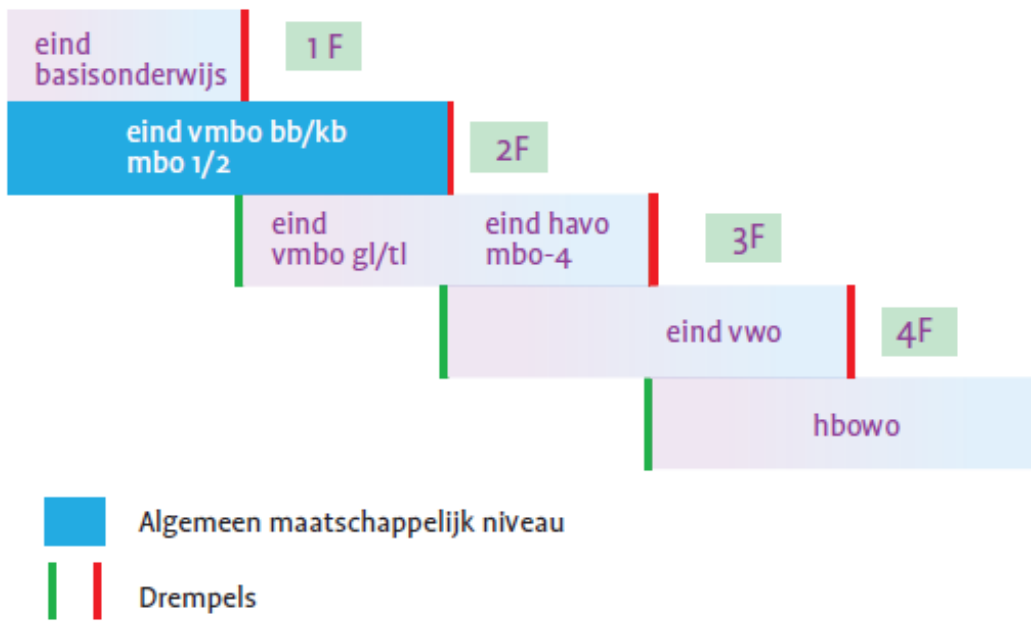 eind
basisonderwijs
1 F
eind vmbo bb/kb
mbo 1/2
2F
eind
vmbo gl/tl
eind havo
mbo-4
3F
eind vwo
4F
hbowo
Algemeen maatschappelijk niveau
Drempels